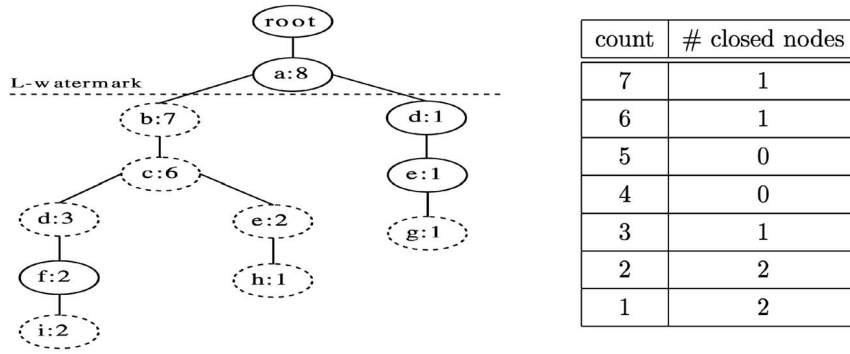 root
a:8
L-watermark
b:7
d:1
c:6
e:1
d:3
e:2
g:1
f:2
h:1
i:2
count # closed nodes
7 1
6 1
5 0
4 0
3 1
2 2
1 2